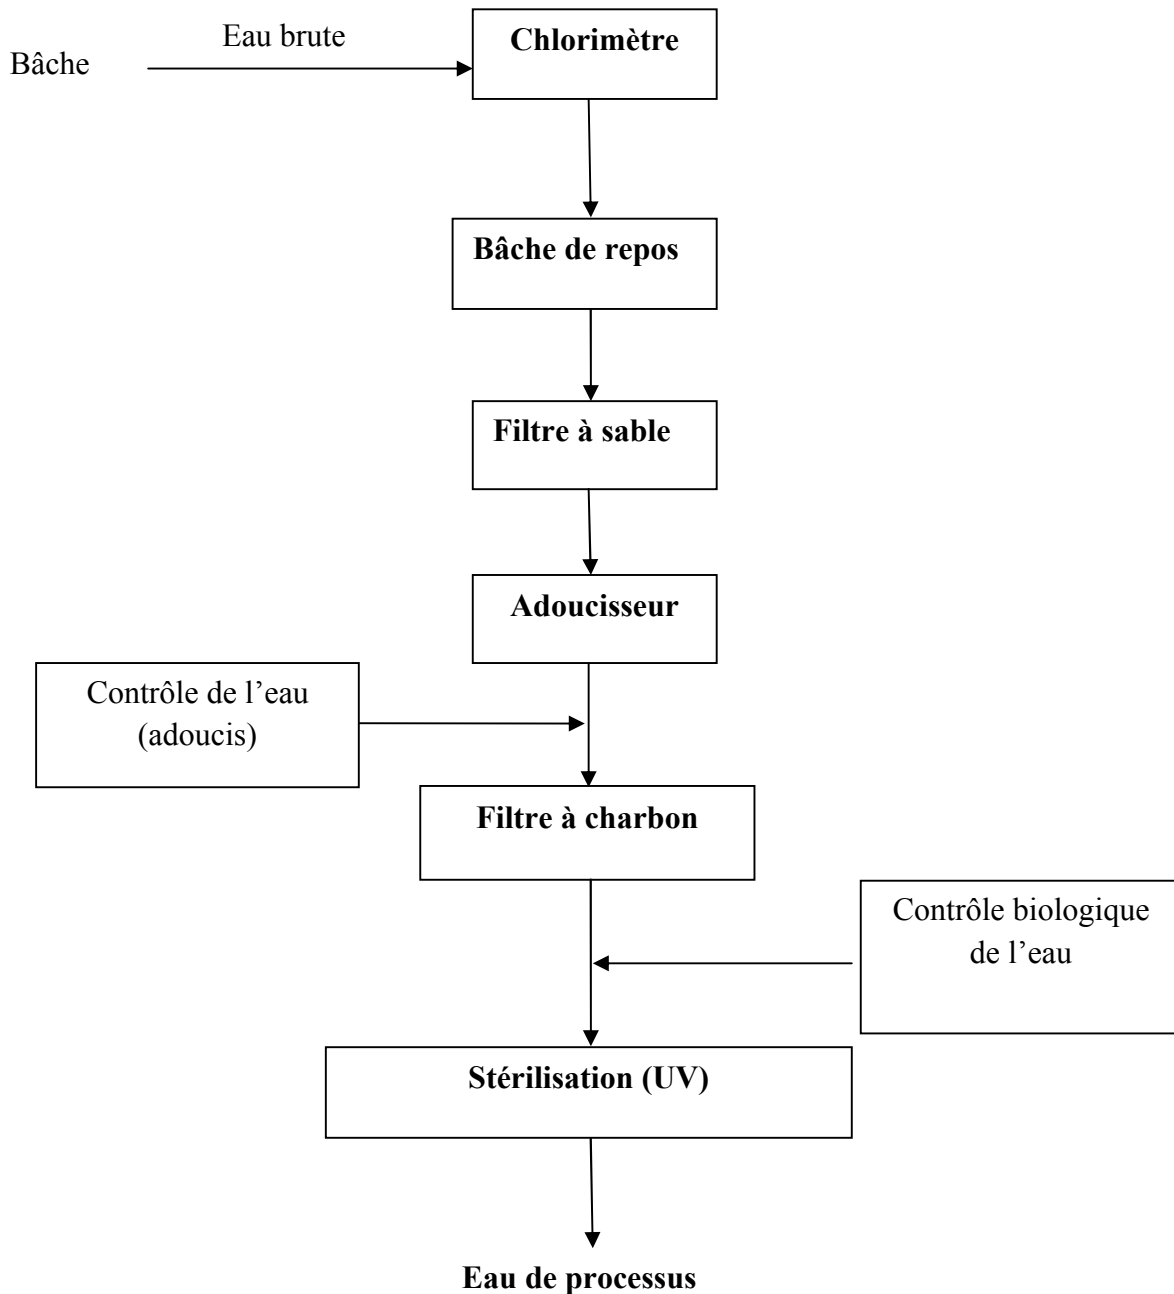 Eau brute
Bâche
Chlorimètre
Bâche de repos
Filtre à sable
Adoucisseur
Contrôle de l’eau
(adoucis)
Filtre à charbon
Contrôle biologique
de l’eau
Stérilisation (UV)
Eau de processus